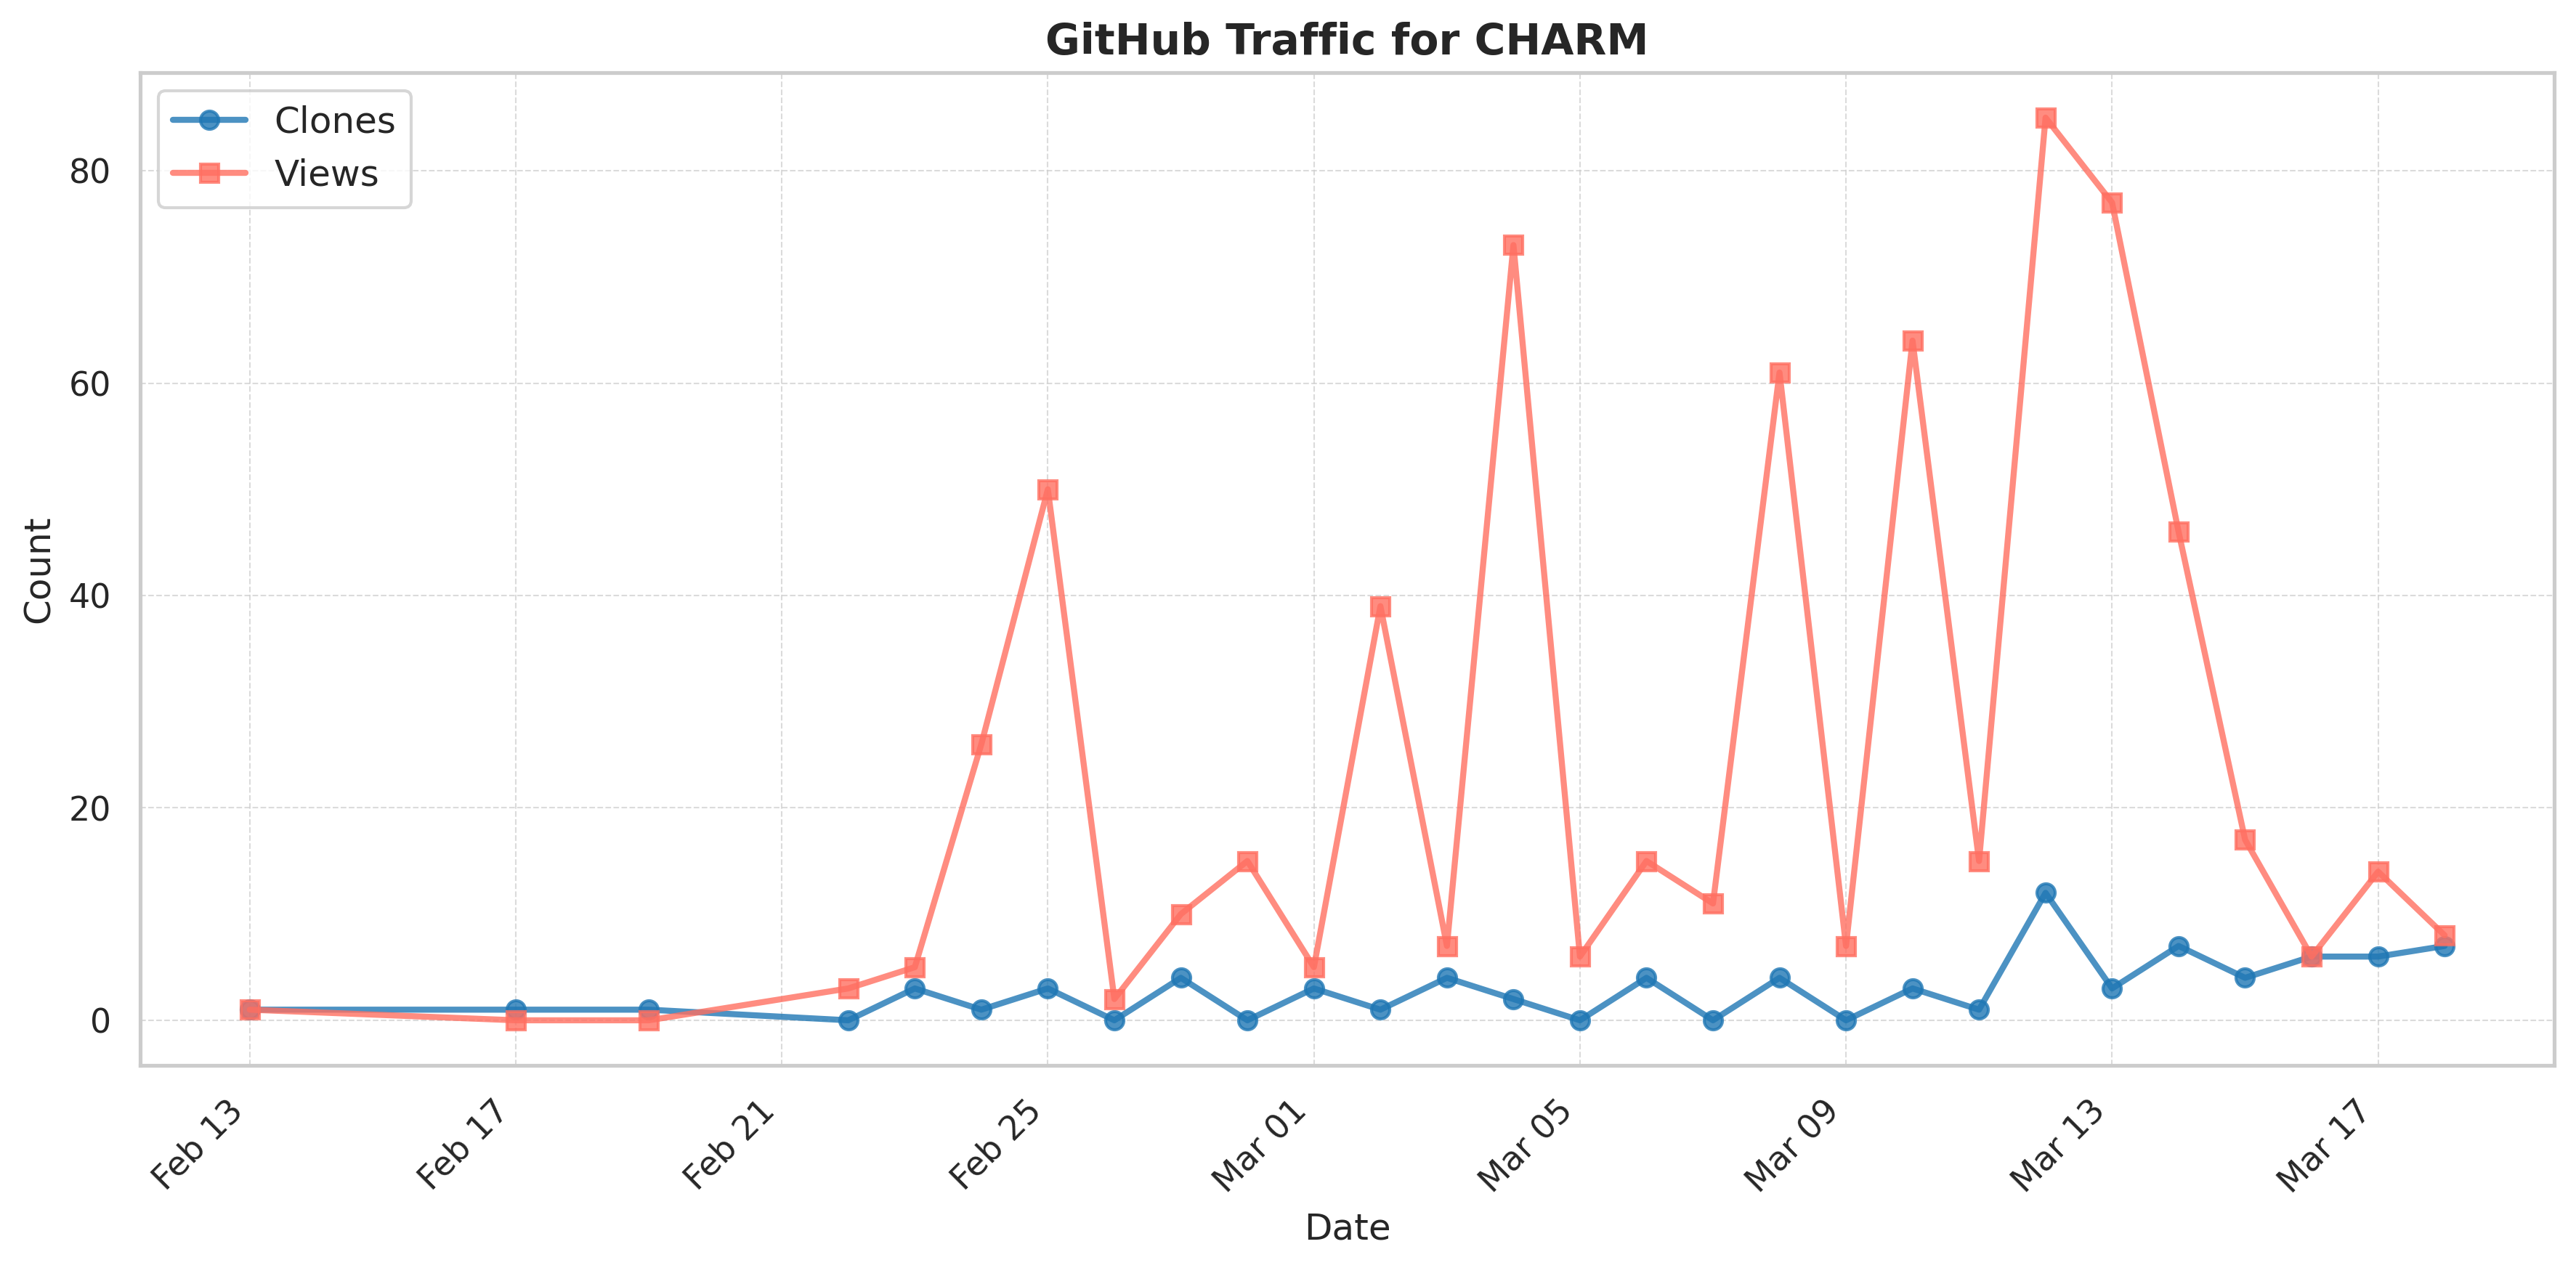 GitHub Traffic for CHARM
Clones
Views
80
60
40
20
0
Count
Feb 13
Feb 17
Feb 21
Feb 25
Mar 01
Mar 05
Mar 09
Mar 13
Mar 17
Date